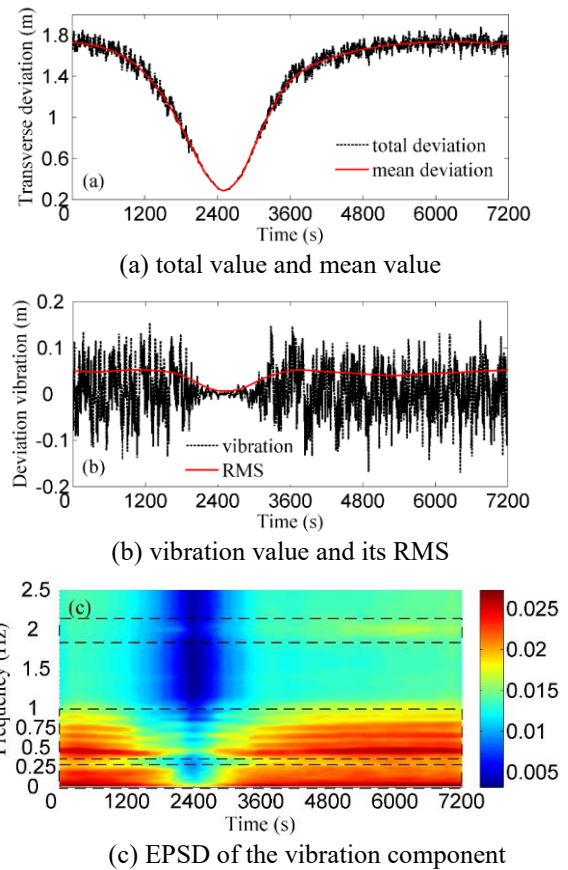 Transverse deviation (m)
1.8
1.4
1
0.6
0.2
(a)
total deviation
mean deviation
0 1200 2400 3600 4800 6000 7200
Time (s)
(a) total value and mean value
Deviation vibration (m)
0.2
0.1
0
-0.1
-0.2
(b)
vibration
RMS
0 1200 2400 3600 4800 6000 7200
Time (s)
(b) vibration value and its RMS
Frequency (Hz)
2.5
2
1.5
1
0.75
0.5
0.25
0
(c)
0.025
0.02
0.015
0.01
0.005
0 1200 2400 3600 4800 6000 7200
Time (s)
(c) EPSD of the vibration component